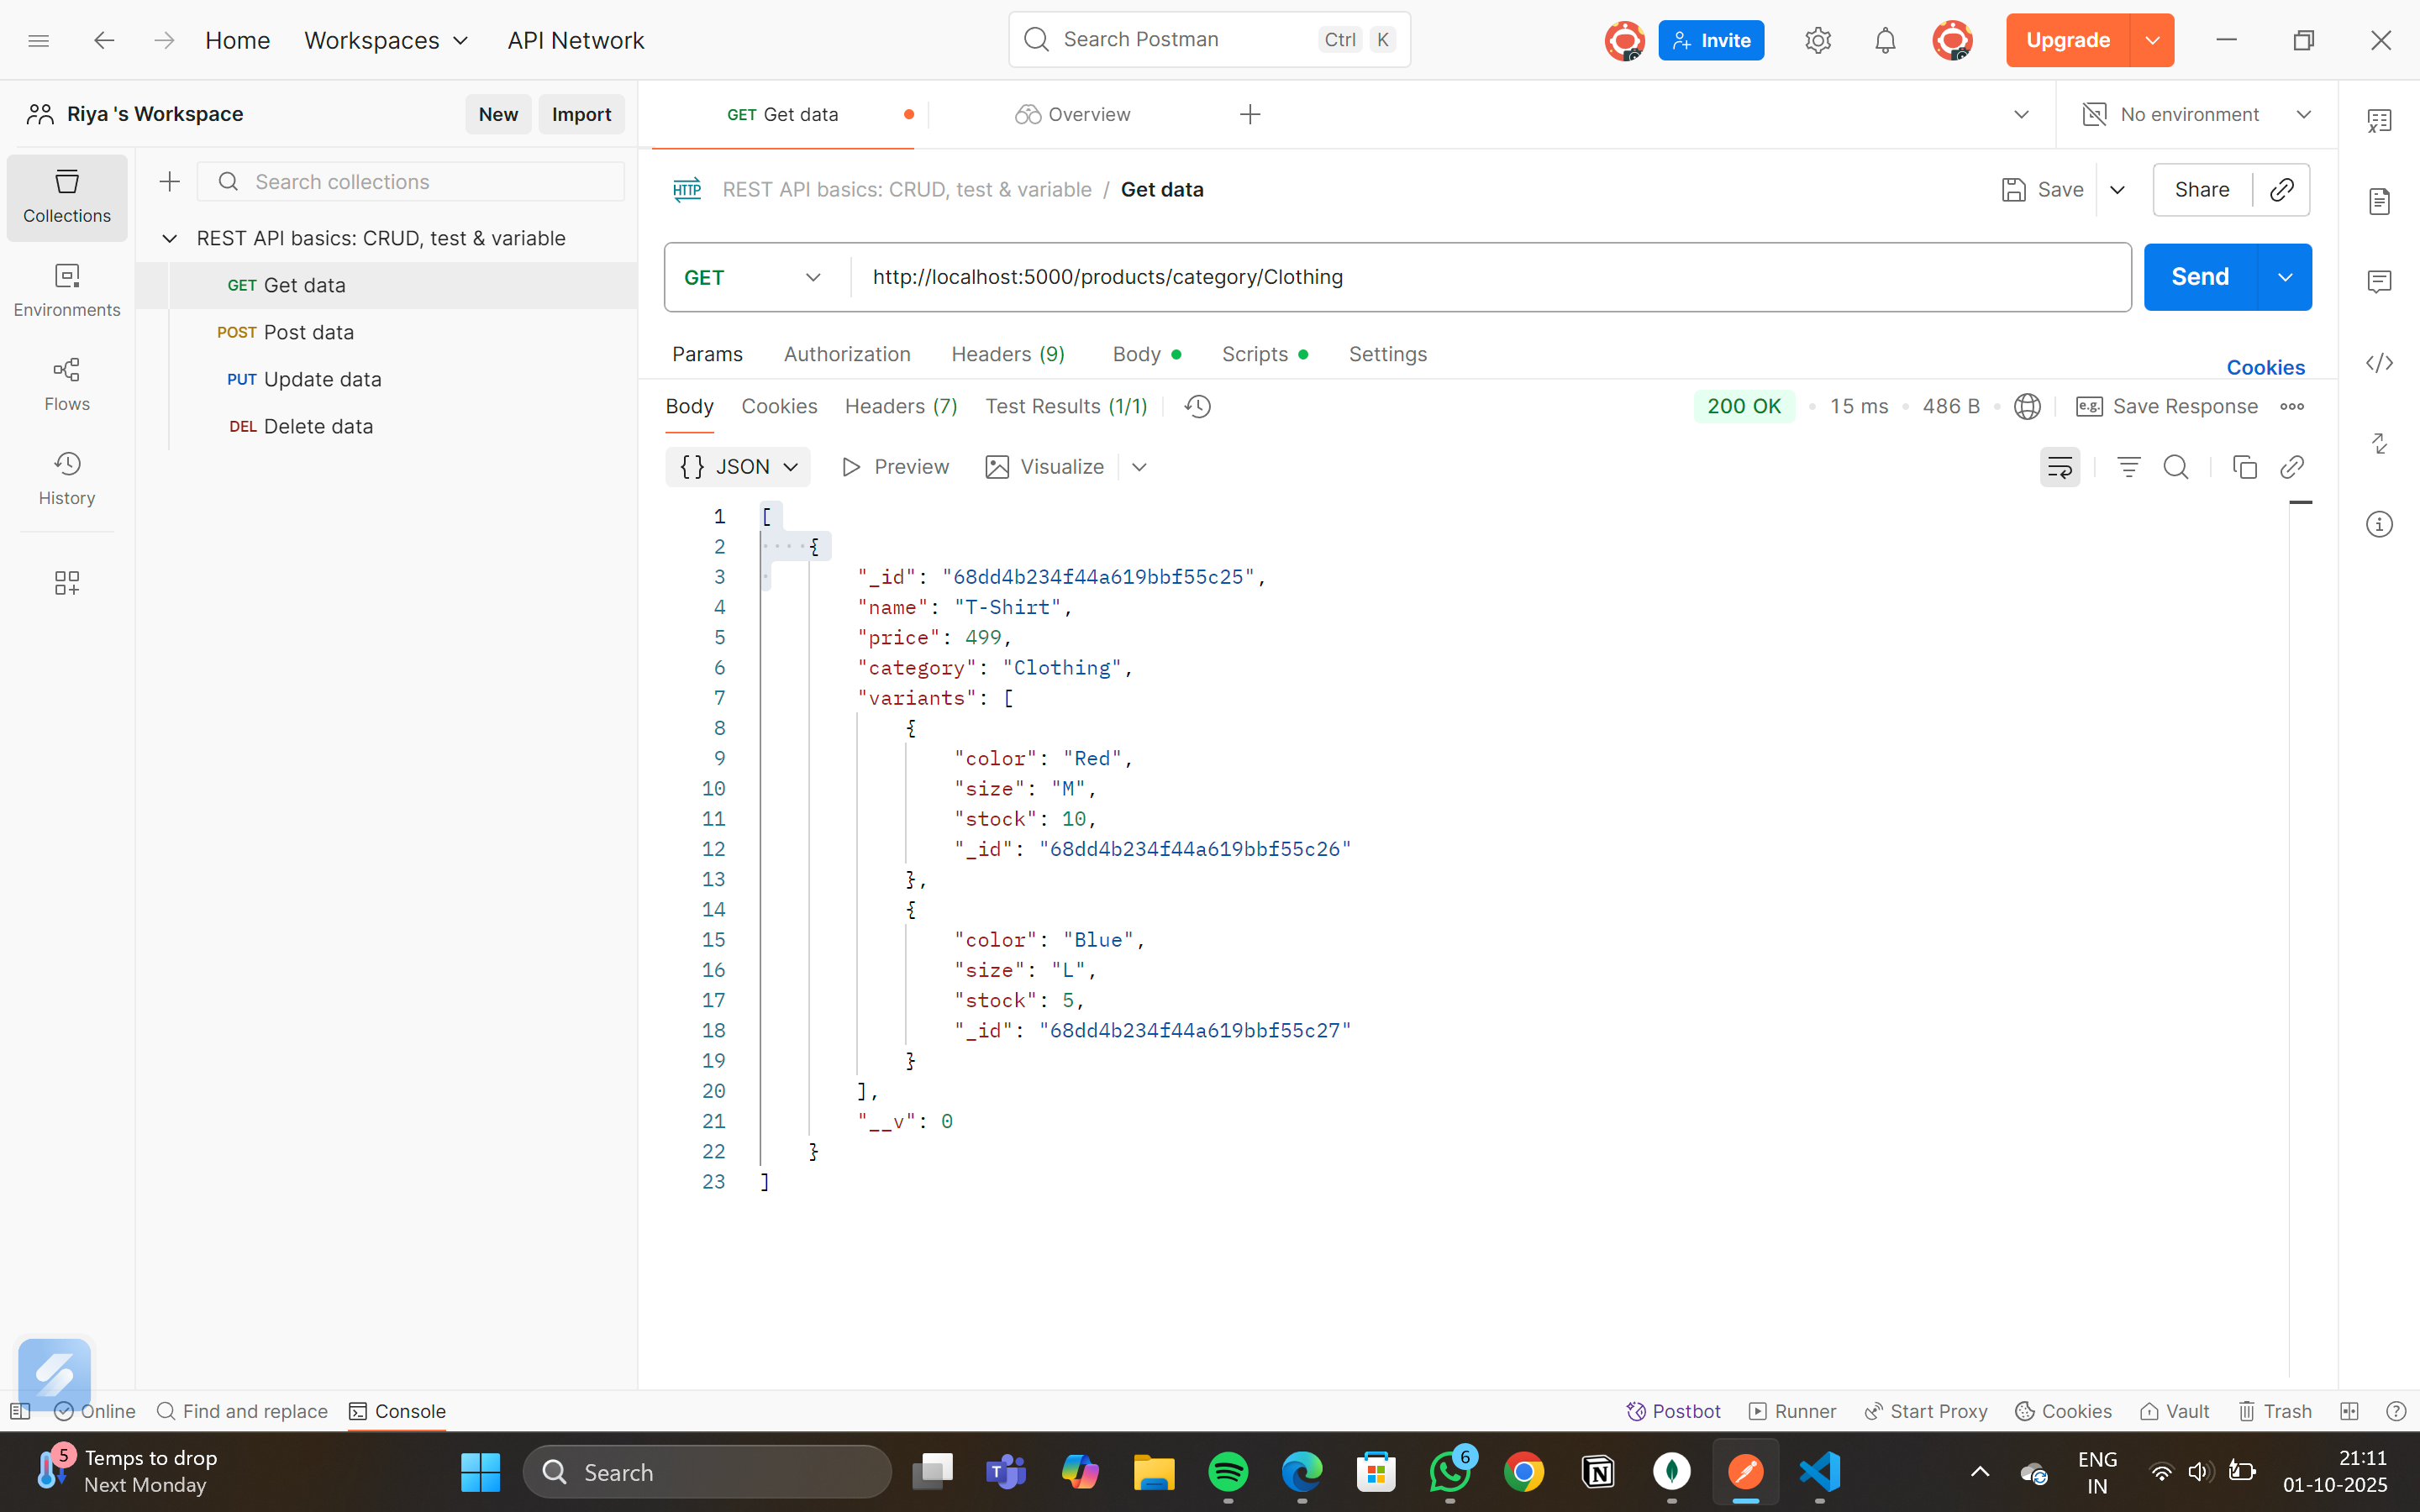 Home Workspaces API Network Search Postman Ctrl K Invite Upgrade
Riya 's Workspace New Import GET Get data Overview No environment
Collections
Search collections
HTTP REST API basics: CRUD, test & variable / Get data Save Share
REST API basics: CRUD, test & variable
GET Get data
POST Post data
PUT Update data
DEL Delete data
Environments
Flows
History
GET http://localhost:5000/products/category/Clothing Send
Params Authorization Headers (9) Body Scripts Settings Cookies
Body Cookies Headers (7) Test Results (1/1) 200 OK 15 ms 486 B e.g. Save Response
{} JSON Preview Visualize
1 [
2 {
3 "_id": "68dd4b234f44a619bbf55c25",
4 "name": "T-Shirt",
5 "price": 499,
6 "category": "Clothing",
7 "variants": [
8 {
9 "color": "Red",
10 "size": "M",
11 "stock": 10,
12 "_id": "68dd4b234f44a619bbf55c26"
13 },
14 {
15 "color": "Blue",
16 "size": "L",
17 "stock": 5,
18 "_id": "68dd4b234f44a619bbf55c27"
19 }
20 ],
21 "__v": 0
22 }
23 ]
Online Find and replace Console Postbot Runner Start Proxy Cookies Vault Trash
5 Temps to drop
Next Monday
Search
6
ENG
IN
21:11
01-10-2025